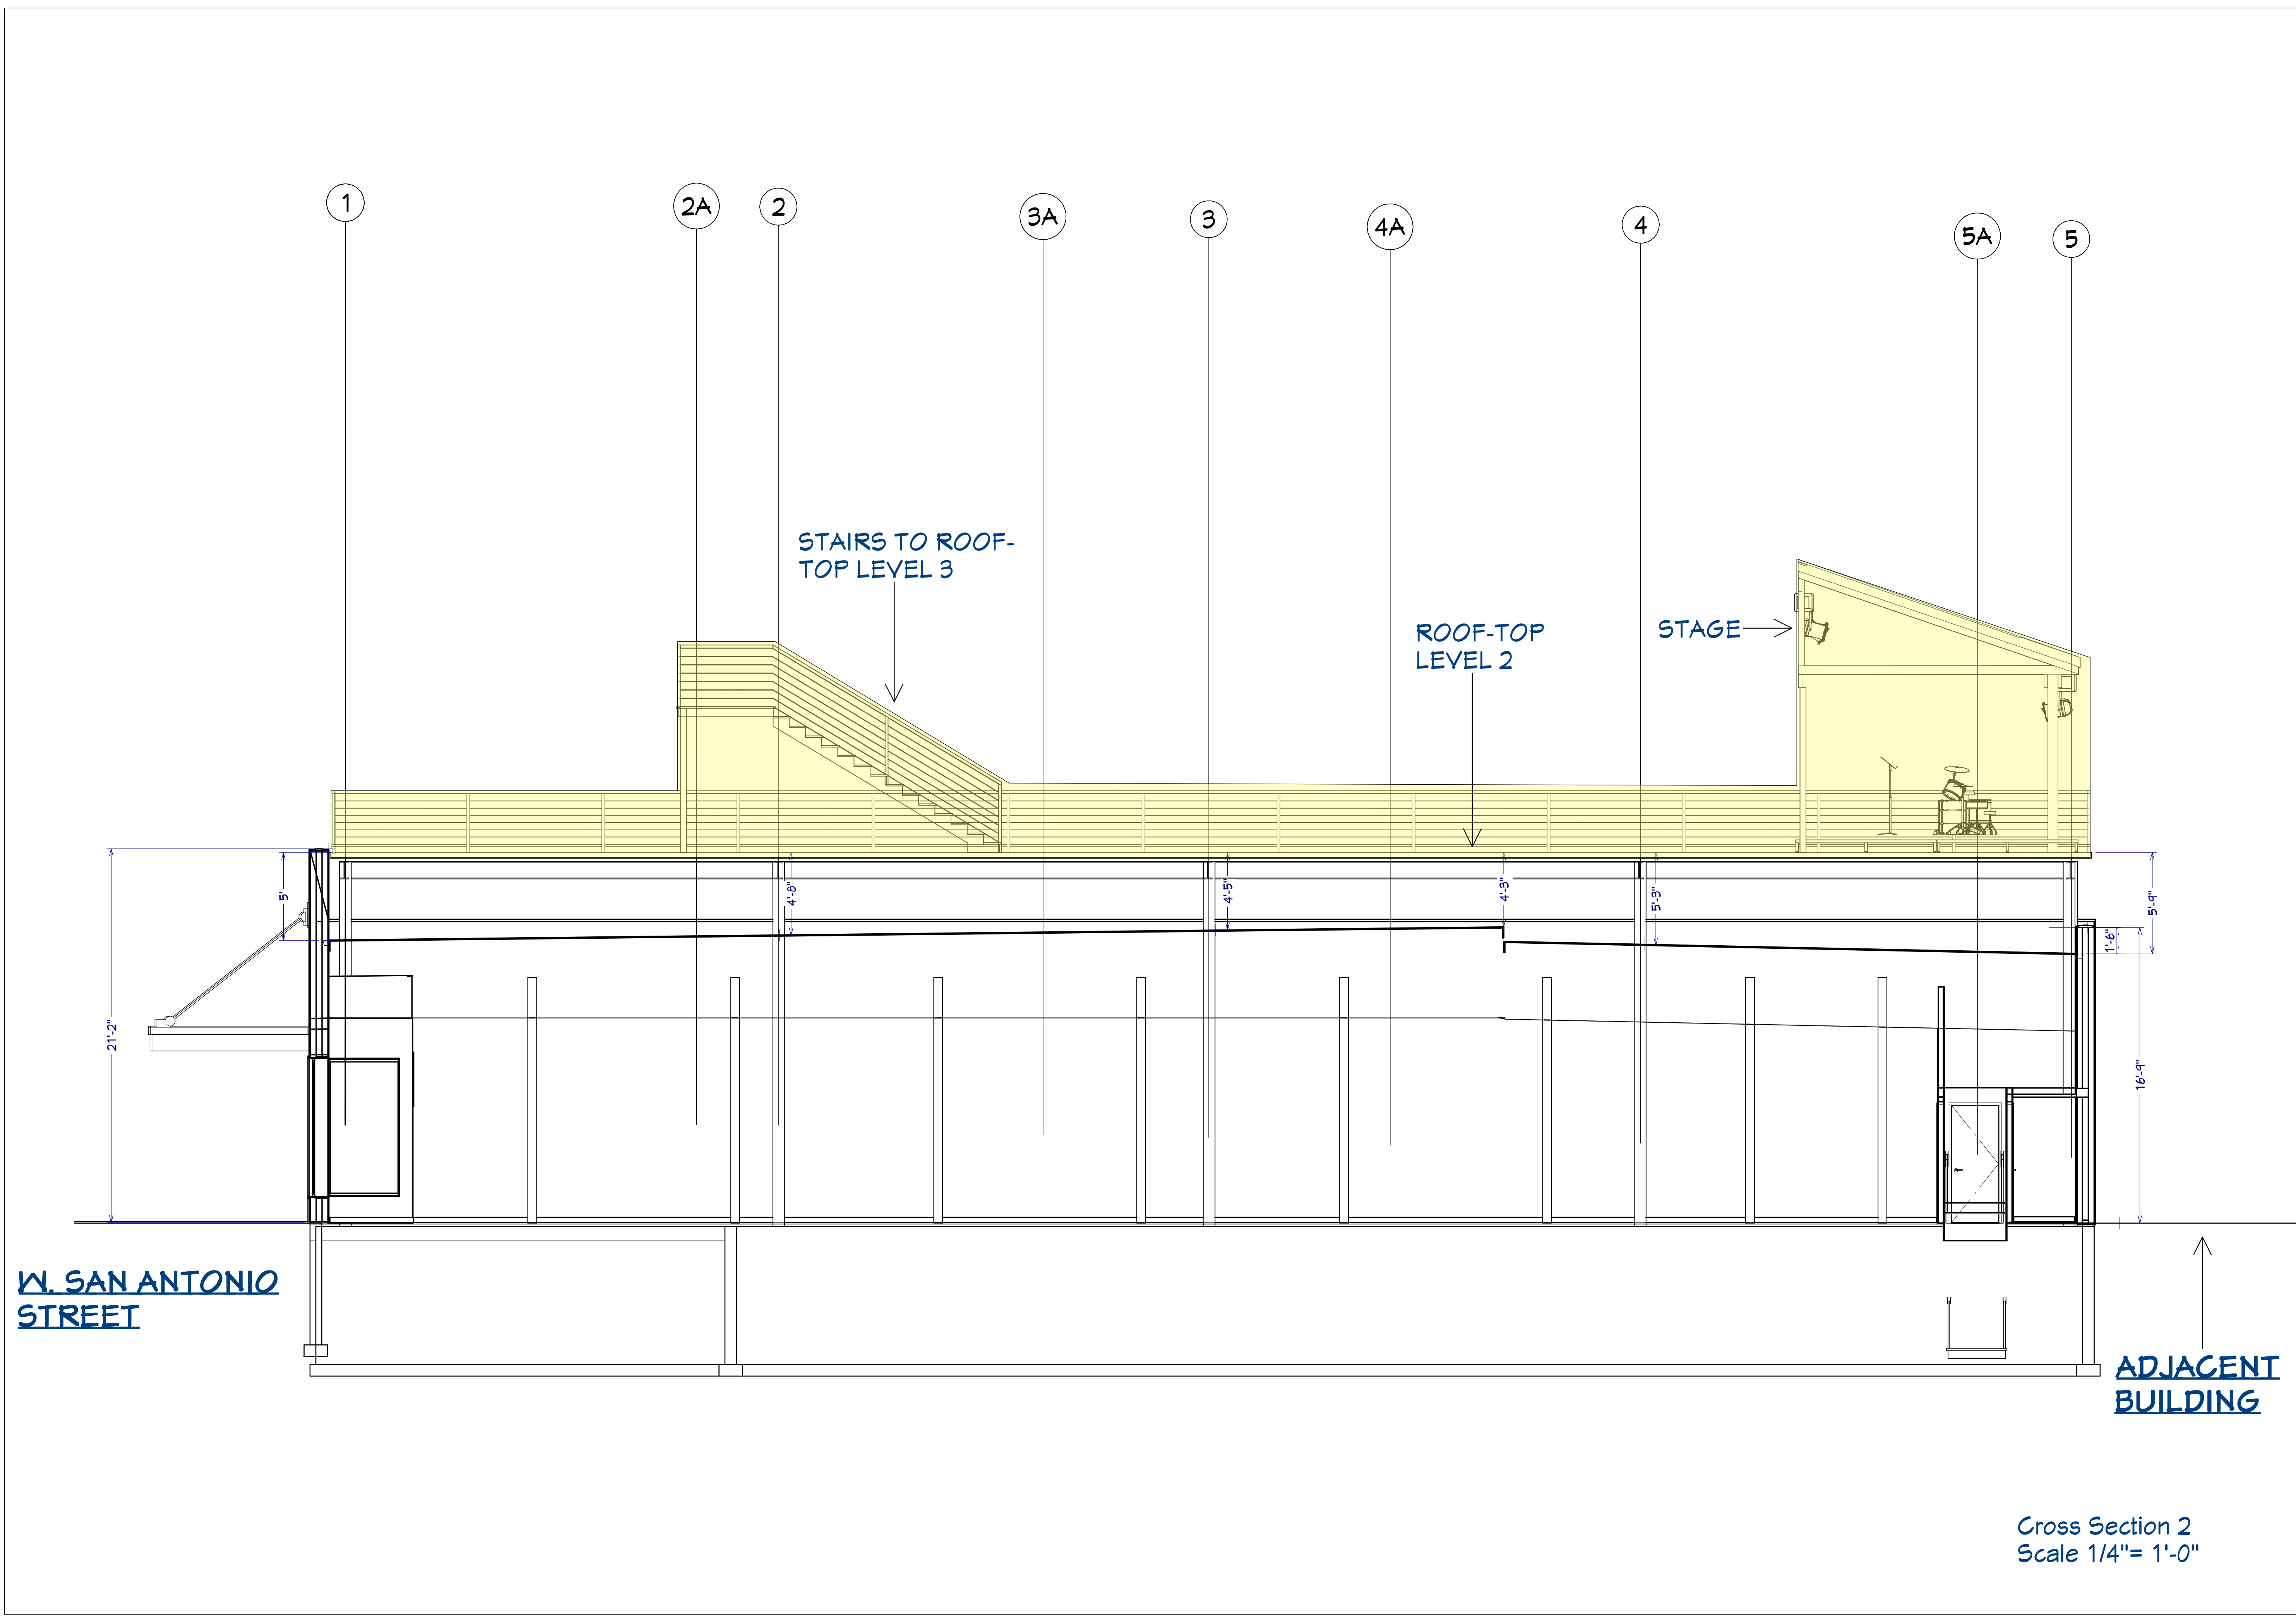 1
2A
2
3A
3
4A
4
5A
5
STAIRS TO ROOF-
TOP LEVEL 3
ROOF-TOP
LEVEL 2
STAGE
5'
4'-8"
4'-5"
4'-3"
5'-3"
5'-9"
1'-6"
21'-2"
16'-9"
W. SAN ANTONIO
STREET
ADJACENT
BUILDING
Cross Section 2
Scale 1/4"= 1'-0"